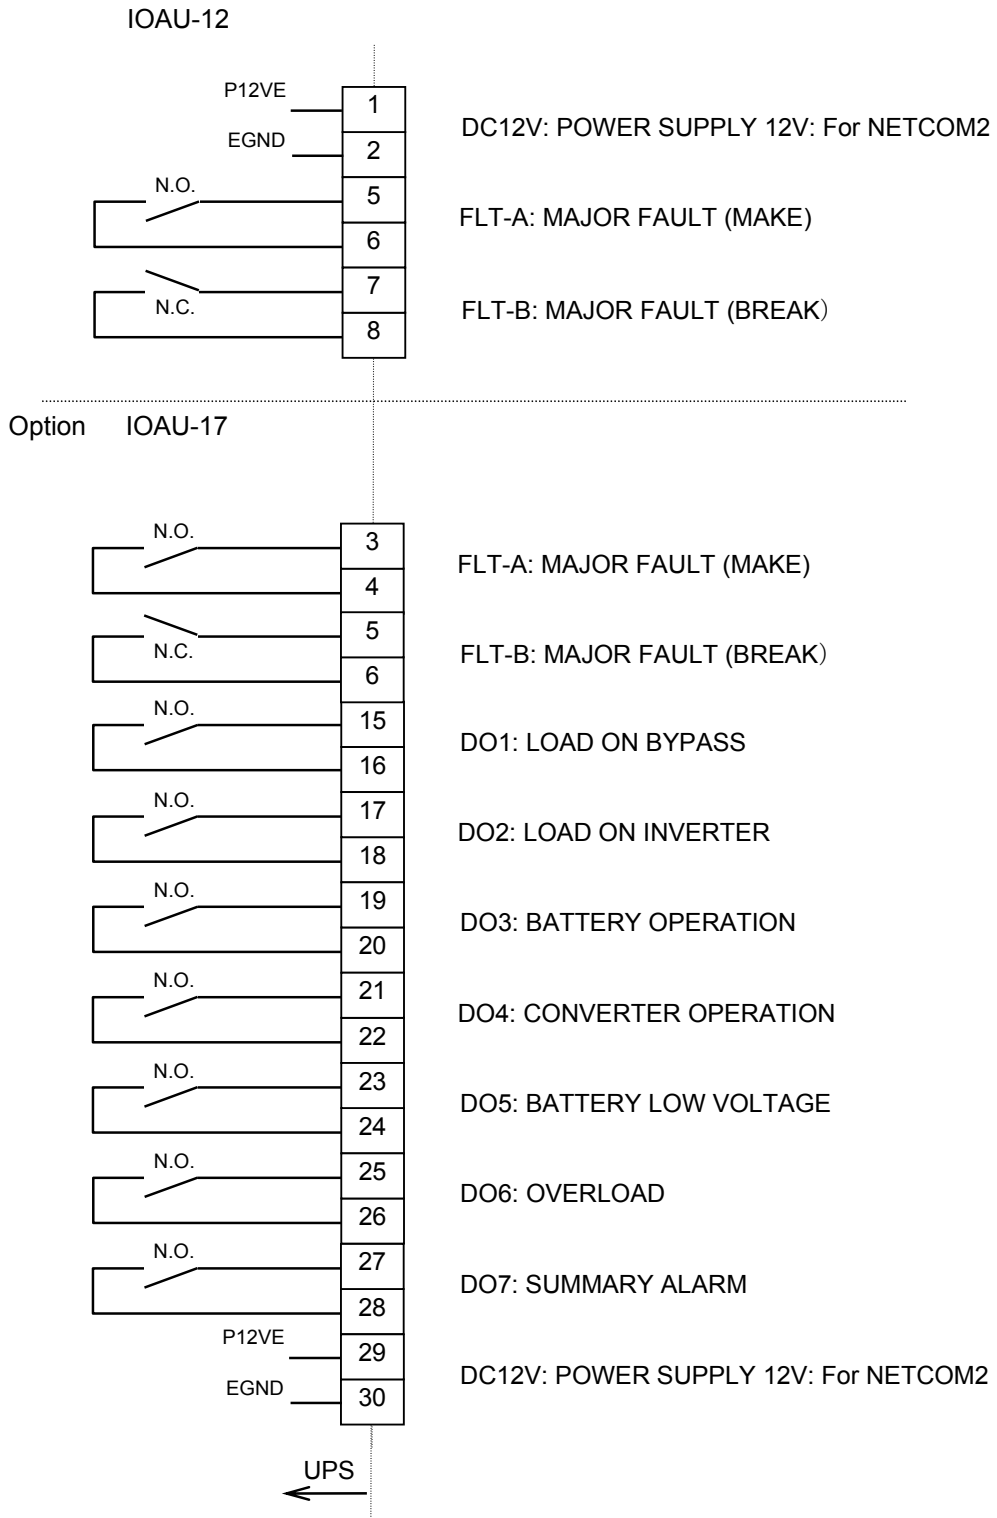 IOAU-12
P12VE
1
DC12V: POWER SUPPLY 12V: For NETCOM2
EGND
2
N.O.
5
FLT-A: MAJOR FAULT (MAKE)
6
7
N.C.
FLT-B: MAJOR FAULT (BREAK）
8
Option IOAU-17
N.O.
3
FLT-A: MAJOR FAULT (MAKE)
4
5
N.C.
FLT-B: MAJOR FAULT (BREAK）
6
N.O.
15
DO1: LOAD ON BYPASS
16
N.O.
17
DO2: LOAD ON INVERTER
18
N.O.
19
DO3: BATTERY OPERATION
20
N.O.
21
DO4: CONVERTER OPERATION
22
N.O.
23
DO5: BATTERY LOW VOLTAGE
24
N.O.
25
DO6: OVERLOAD
26
N.O.
27
DO7: SUMMARY ALARM
28
P12VE
29
DC12V: POWER SUPPLY 12V: For NETCOM2
EGND
30
UPS